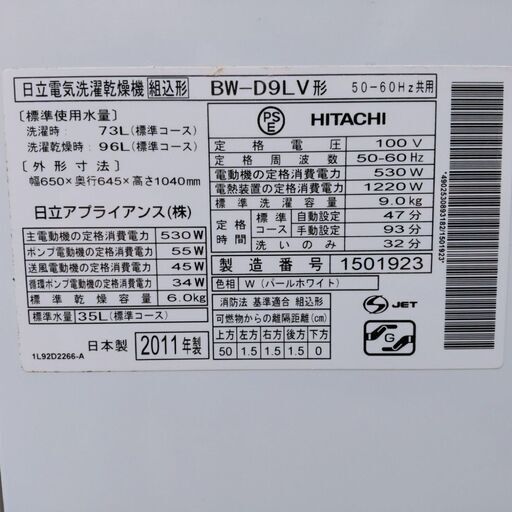 日立電気洗濯乾燥機 組込形 BW-D9LV形 50-60Hz共用
[標準使用水量]
洗濯時: 73L(標準コース)
洗濯乾燥時: 96L(標準コース)
[外形寸法]
幅650×奥行645×高さ1040mm
日立アプライアンス(株)
主電動機の定格消費電力 530W
ポンプ電動機の定格消費電力 55W
送風電動機の定格消費電力 45W
循環ポンプ電動機の定格消費電力 34W
標準乾燥容量 6.0kg
標準水量 35L(標準コース)
日本製 2011年製
1L92D2266-A
PSE HITACHI
定格電圧 100V
定格周波数 50-60Hz
電動機の定格消費電力 530W
電熱装置の定格消費電力 1220W
標準洗濯容量 9.0kg
定格時間 標準コース 自動設定 47分
手動設定 93分
洗いのみ 32分
製造番号 1501923
色相 W(パールホワイト)
消防法 基準適合 組込形
可燃物からの離隔距離(cm)
上方 左方 右方 後方 下方
50 1.5 1.5 1.5 0
S JET
G
*4902530893182/1501923*